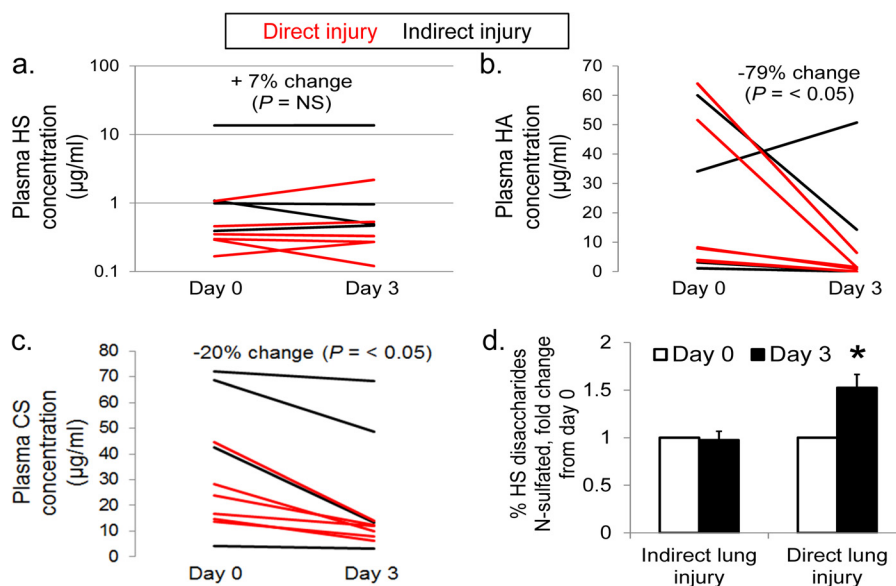 Direct injury Indirect injury
a.
+ 7% change
(P = NS)
Plasma HS
concentration
(µg/ml)
100
10
1
0.1
Day 0 Day 3
b.
-79% change
(P = < 0.05)
Plasma HA
concentration
(µg/ml)
70
60
50
40
30
20
10
0
Day 0 Day 3
c.
-20% change (P = < 0.05)
Plasma CS
concentration
(µg/ml)
80
70
60
50
40
30
20
10
0
Day 0 Day 3
d.
Day 0 Day 3
*
% HS disaccharides
N-sulfated, fold change
from day 0
2
1.5
1
0.5
0
Indirect lung
injury
Direct lung
injury